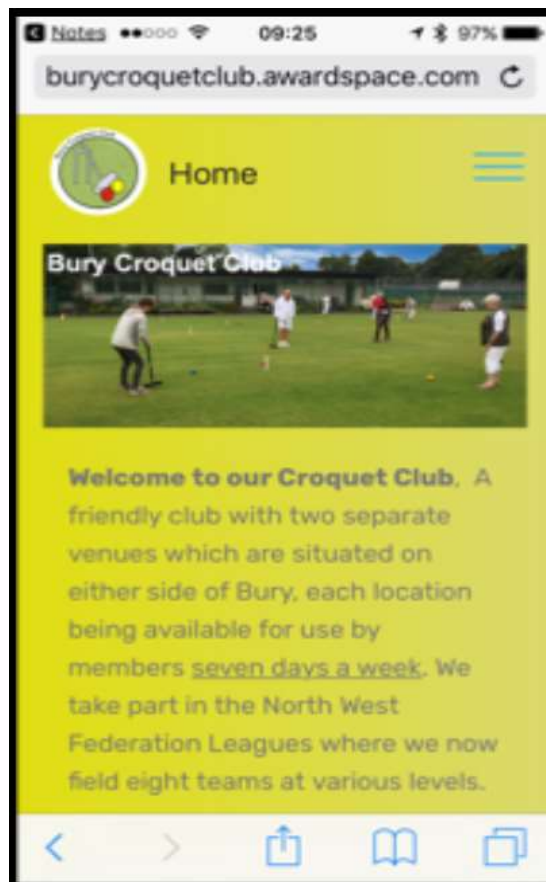 Notes 09:25 97%
burycroquetclub.awardspace.com
Home
Bury Croquet Club
Welcome to our Croquet Club, A
friendly club with two separate
venues which are situated on
either side of Bury, each location
being available for use by
members seven days a week. We
take part in the North West
Federation Leagues where we now
field eight teams at various levels.